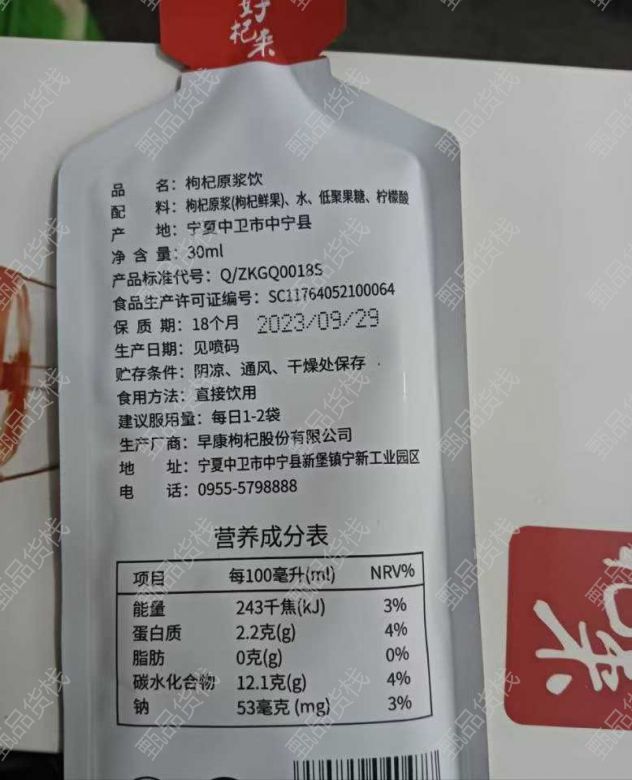 好
杞来
品 名：枸杞原浆饮
配 料：枸杞原浆(枸杞鲜果)、水、低聚果糖、柠檬酸
产 地：宁夏中卫市中宁县
净 含 量：30ml
产品标准代号：Q/ZKGQ0018S
食品生产许可证编号：SC11764052100064
保 质 期：18个月 2023/09/29
生产日期：见喷码
贮存条件：阴凉、通风、干燥处保存
食用方法：直接饮用
建议服用量：每日1-2袋
生产厂商：早康枸杞股份有限公司
地 址：宁夏中卫市中宁县新堡镇宁新工业园区
电 话：0955-5798888
营养成分表
项目 每100毫升(ml) NRV%
能量 243千焦(kJ) 3%
蛋白质 2.2克(g) 4%
脂肪 0克(g) 0%
碳水化合物 12.1克(g) 4%
钠 53毫克 (mg) 3%
甄品货栈